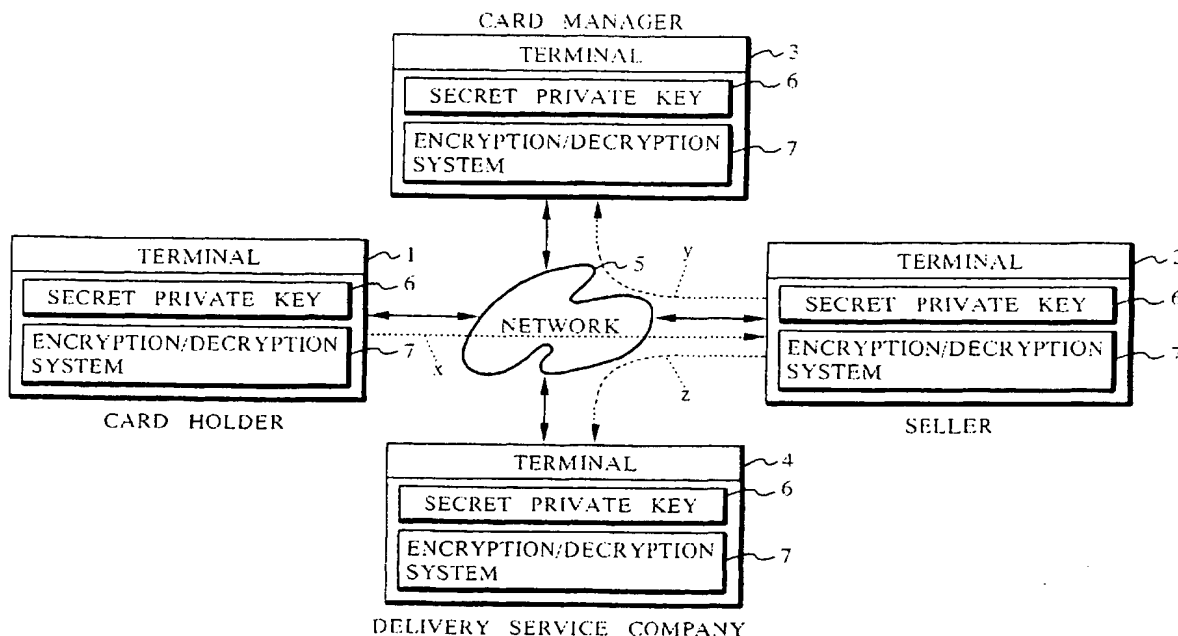 CARD MANAGER
TERMINAL
3
SECRET PRIVATE KEY
6
ENCRYPTION/DECRYPTION
SYSTEM
7
TERMINAL
1
SECRET PRIVATE KEY
6
ENCRYPTION/DECRYPTION
SYSTEM
7
CARD HOLDER
5
NETWORK
x
y
z
TERMINAL
SECRET PRIVATE KEY
6
ENCRYPTION/DECRYPTION
SYSTEM
7
SELLER
TERMINAL
4
SECRET PRIVATE KEY
6
ENCRYPTION/DECRYPTION
SYSTEM
7
DELIVERY SERVICE COMPANY